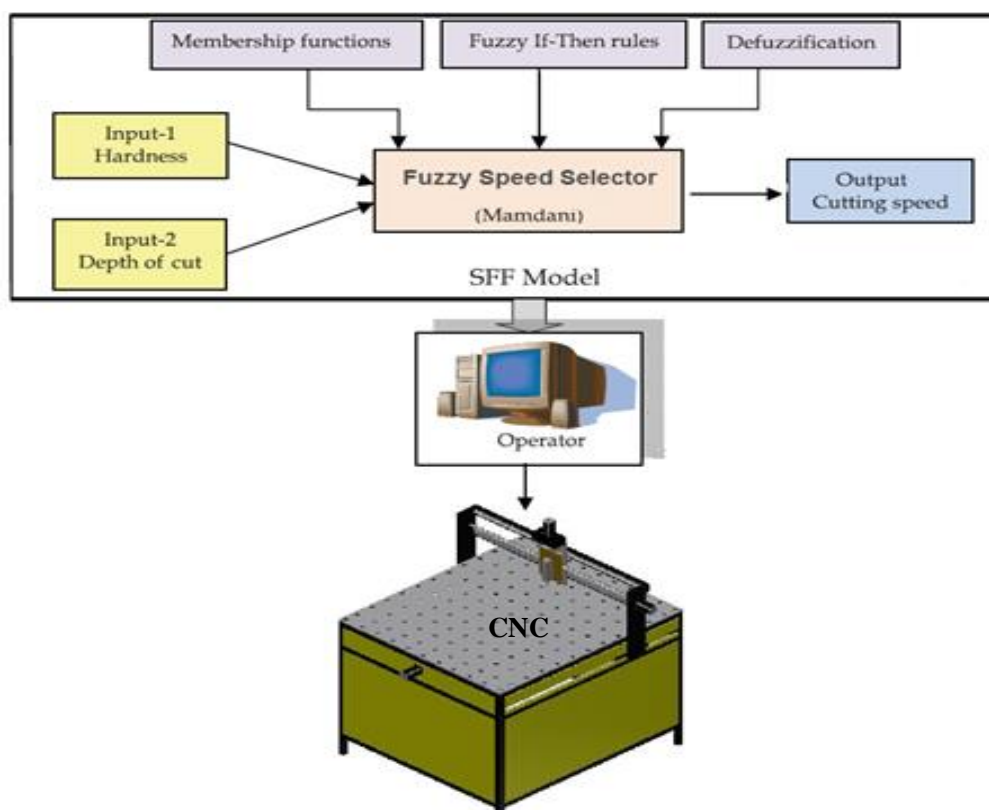 Membership functions
Fuzzy If-Then rules
Defuzzification
Input-1
Hardness
Fuzzy Speed Selector
(Mamdani)
Output
Cutting speed
Input-2
Depth of cut
SFF Model
Operator
CNC